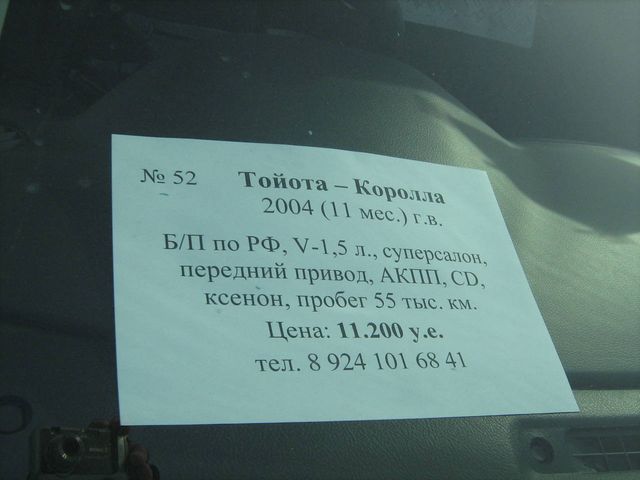 № 52 Тойота – Королла
2004 (11 мес.) г.в.
Б/П по РФ, V-1,5 л., суперсалон,
передний привод, АКПП, CD,
ксенон, пробег 55 тыс. км.
Цена: 11.200 у.е.
тел. 8 924 101 68 41